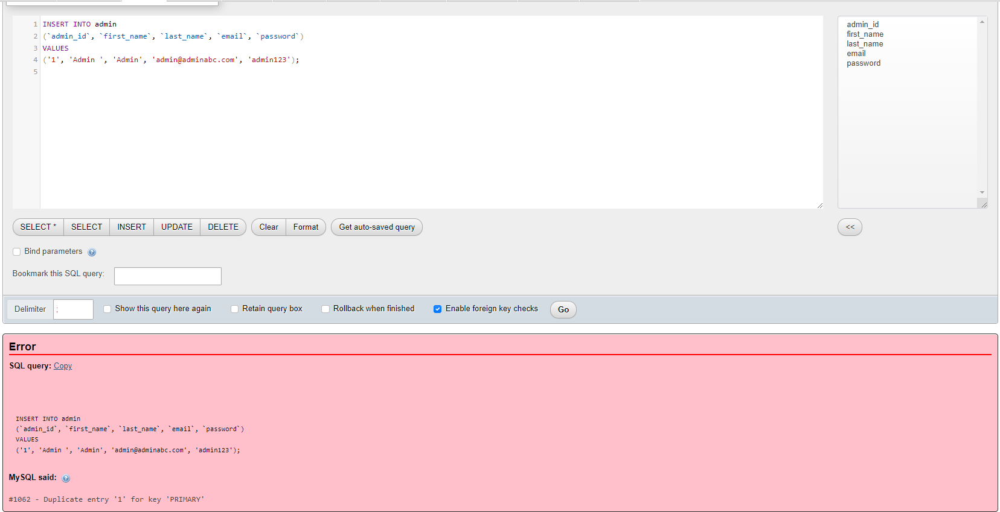 1 INSERT INTO admin
2 (`admin_id`, `first_name`, `last_name`, `email`, `password`)
3 VALUES
4 ('1', 'Admin ', 'Admin', 'admin@adminabc.com', 'admin123');
5
admin_id
first_name
last_name
email
password
SELECT * SELECT INSERT UPDATE DELETE Clear Format Get auto-saved query <<
Bind parameters
Bookmark this SQL query:
Delimiter ; Show this query here again Retain query box Rollback when finished Enable foreign key checks Go
Error
SQL query: Copy
INSERT INTO admin
(`admin_id`, `first_name`, `last_name`, `email`, `password`)
VALUES
('1', 'Admin ', 'Admin', 'admin@adminabc.com', 'admin123');
MySQL said:
#1062 - Duplicate entry '1' for key 'PRIMARY'